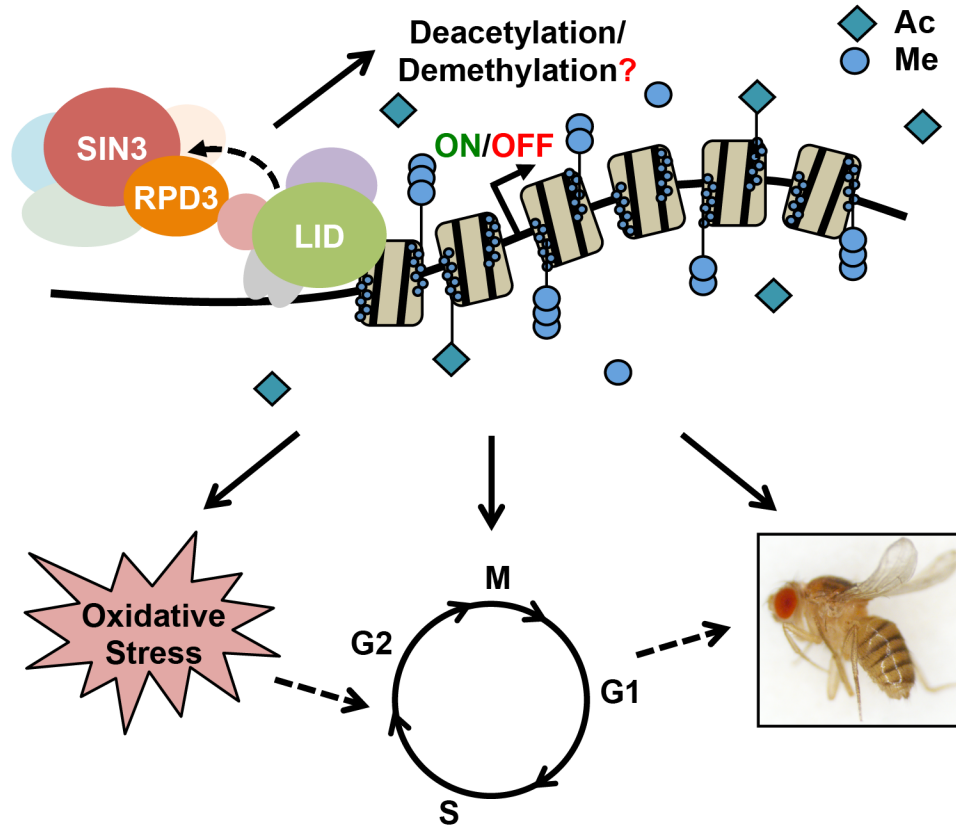 Deacetylation/
Demethylation?
Ac
Me
SIN3
RPD3
LID
ON/OFF
Oxidative
Stress
M
G2
G1
S